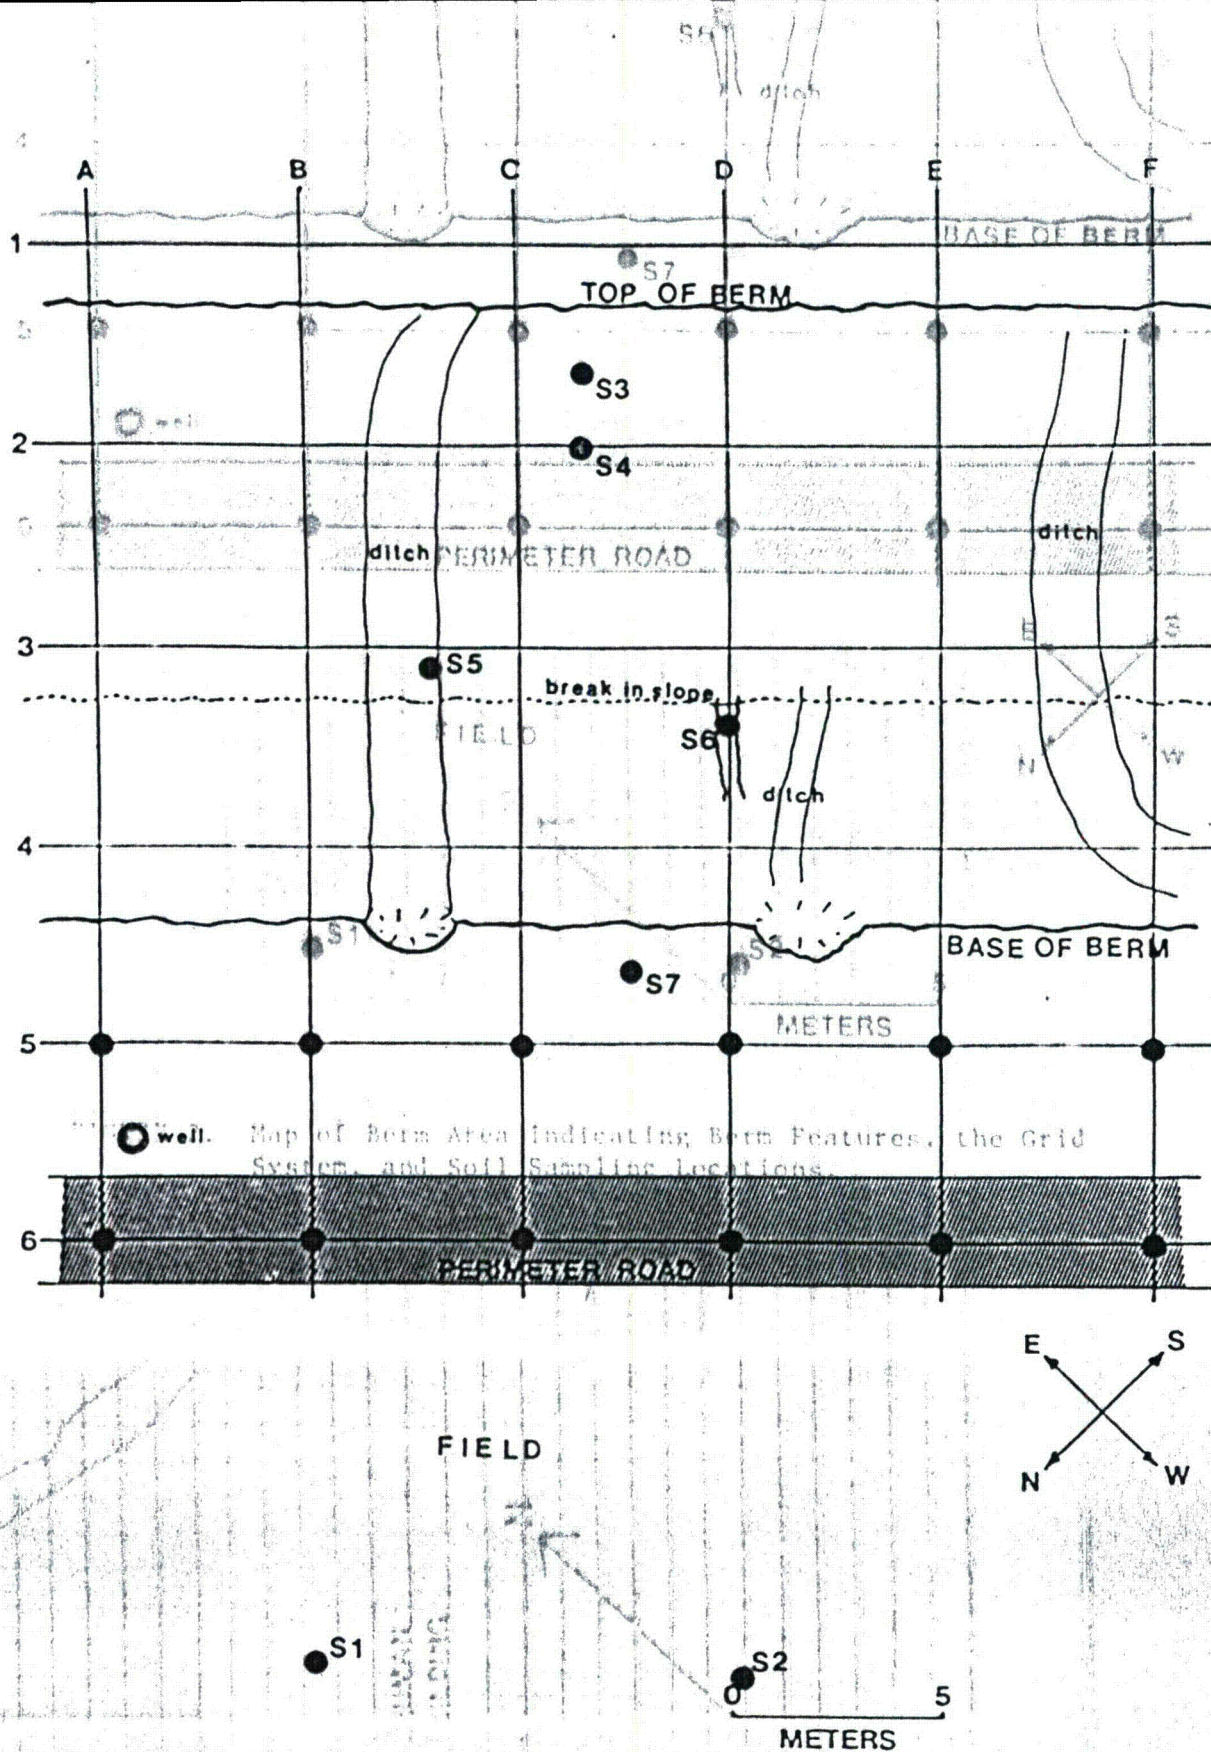 S6
ditch
4
A B C D E F
BASE OF BERM
1
S7
TOP OF BERM
5
S3
well
2
S4
6
ditch PERIMETER ROAD
ditch
E S
3
S5
break in slope
FIELD
S6
N W
ditch
4
S1
S2
BASE OF BERM
S7
METERS
5
well
Map of Berm Area Indicating Berm Features, the Grid
System, and Soil Sampling Locations.
6
PERIMETER ROAD
E S
FIELD
N W
N
S1
S2
0 5
METERS